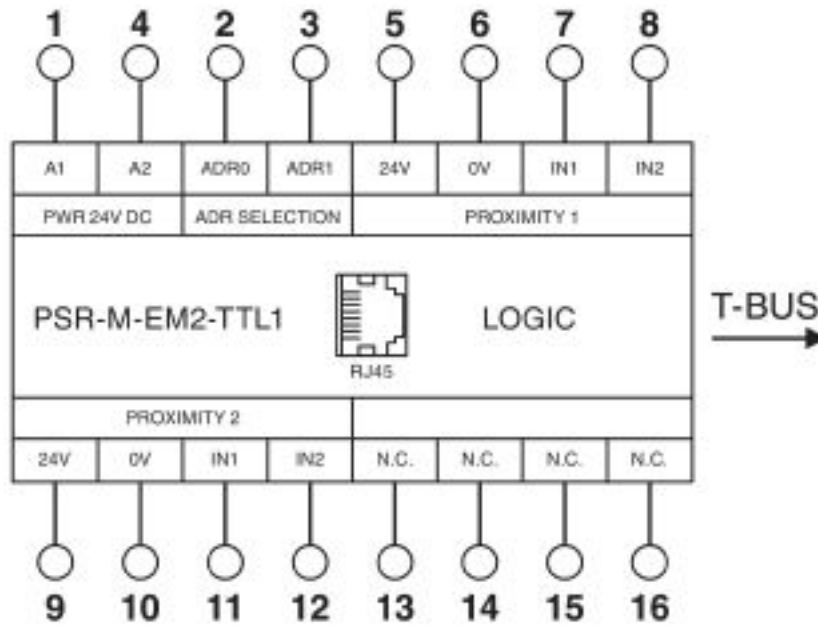 1 4 2 3 5 6 7 8
A1 A2 ADR0 ADR1 24V 0V IN1 IN2
PWR 24V DC ADR SELECTION PROXIMITY 1
PSR-M-EM2-TTL1 LOGIC
T-BUS
RJ45
PROXIMITY 2
24V 0V IN1 IN2 N.C. N.C. N.C. N.C.
9 10 11 12 13 14 15 16